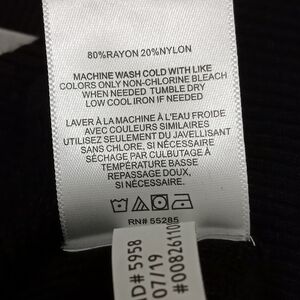 80%RAYON 20%NYLON
MACHINE WASH COLD WITH LIKE
COLORS ONLY NON-CHLORINE BLEACH
WHEN NEEDED TUMBLE DRY
LOW COOL IRON IF NEEDED
LAVER À LA MACHINE À L'EAU FROIDE
AVEC COULEURS SIMILAIRES
UTILISEZ SEULEMENT DU JAVELLISANT
SANS CHLORE, SI NÉCESSAIRE
SÉCHAGE PAR CULBUTAGE À
TEMPÉRATURE BASSE
REPASSAGE DOUX,
SI NÉCESSAIRE.
RN# 55285
ID# 5958
07/19
#00826110